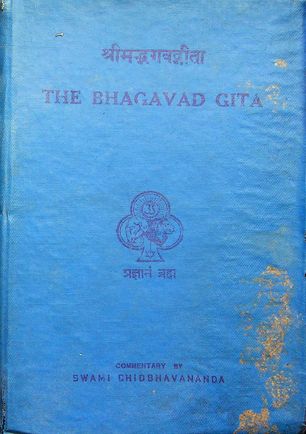 श्रीमद्भगवद्गीता
THE BHAGAVAD GITA
प्रज्ञानं ब्रह्म
COMMENTARY BY
SWAMI CHIDBHAVANANDA